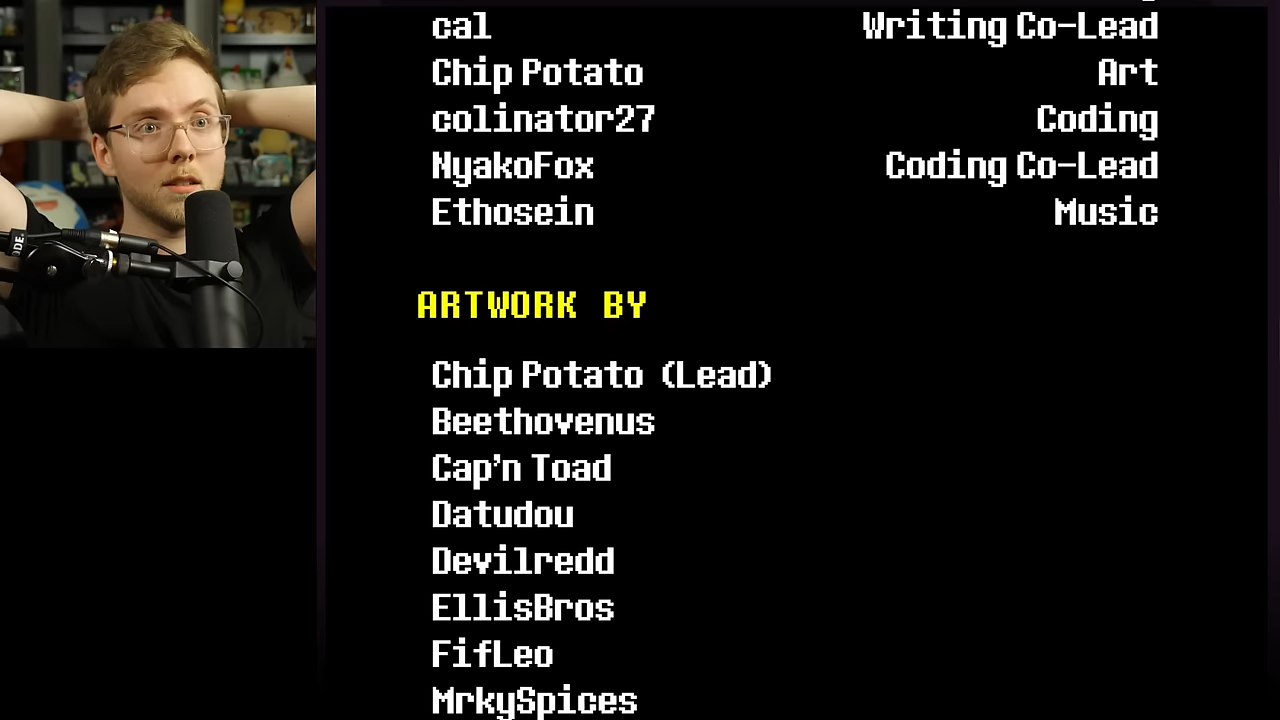 cal Writing Co-Lead
Chip Potato Art
colinator27 Coding
NyakoFox Coding Co-Lead
Ethosein Music
ARTWORK BY
Chip Potato (Lead)
Beethovenus
Cap'n Toad
Datudou
Devilredd
EllisBros
FifLeo
MrkySpices